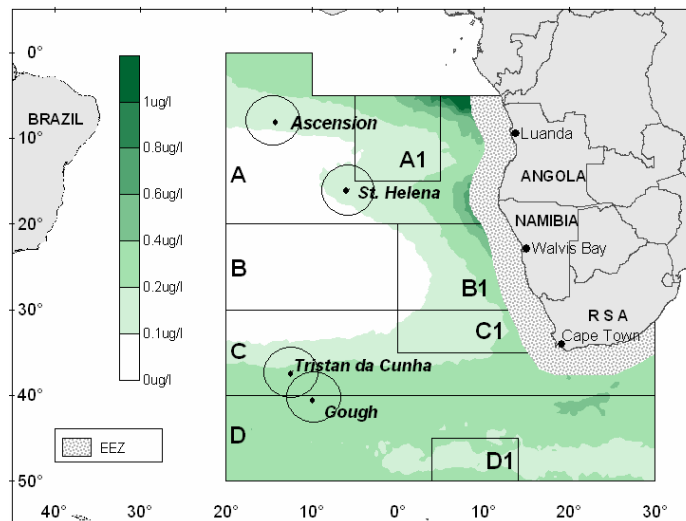 0°
10°
20°
30°
40°
50°
BRAZIL
1ug/l
0.8ug/l
0.6ug/l
0.4ug/l
0.2ug/l
0.1ug/l
0ug/l
EEZ
Ascension
A1
A
St. Helena
B
B1
C1
C
Tristan da Cunha
Gough
D
D1
Luanda
ANGOLA
NAMIBIA
Walvis Bay
R S A
Cape Town
40°
30°
20°
10°
0°
10°
20°
30°